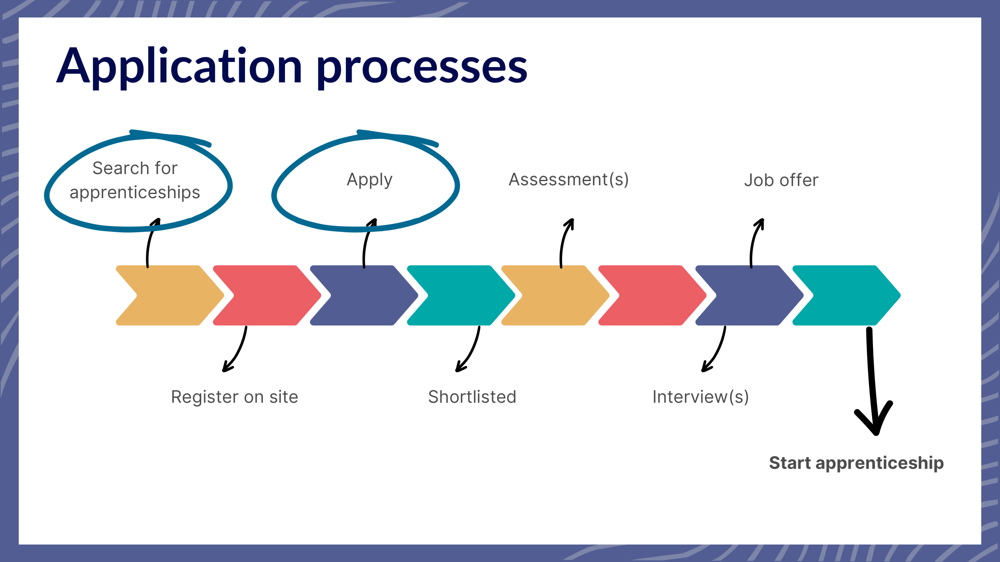 Application processes
Search for
apprenticeships
Apply
Assessment(s)
Job offer
Register on site
Shortlisted
Interview(s)
Start apprenticeship